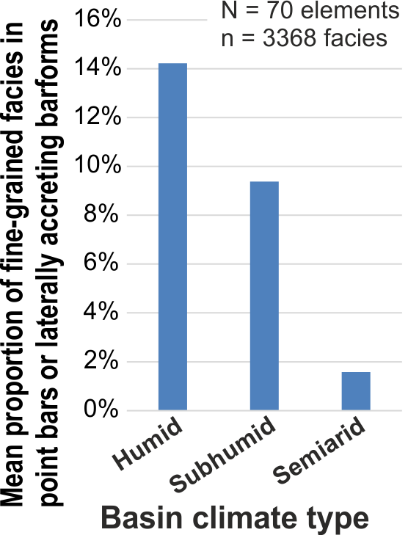 N = 70 elements
n = 3368 facies
Mean proportion of fine-grained facies in
point bars or laterally accreting barforms
16%
14%
12%
10%
8%
6%
4%
2%
0%
Humid
Subhumid
Semiarid
Basin climate type